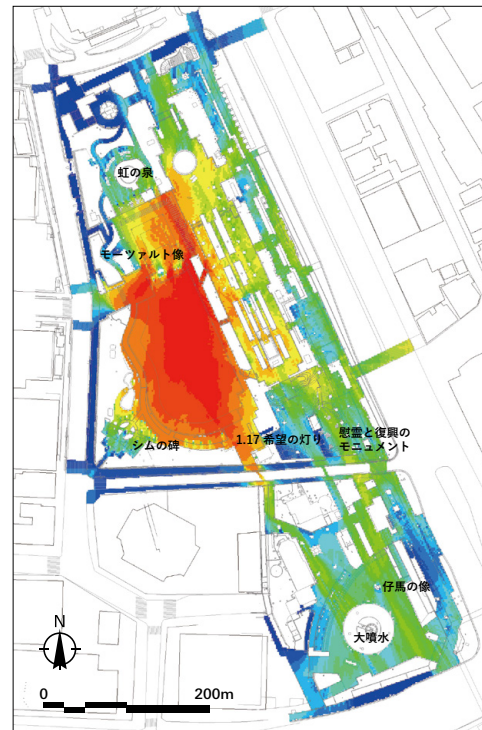 虹の泉
モーツァルト像
シムの碑
1.17 希望の灯り
慰霊と復興の
モニュメント
仔馬の像
大噴水
N
0
200m